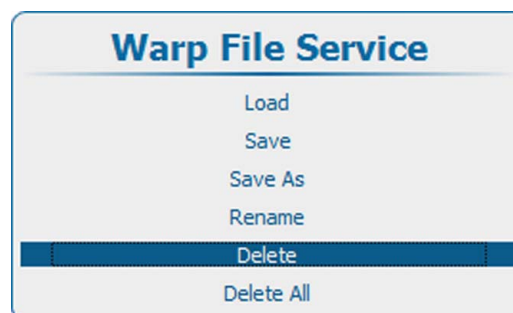 Warp File Service
Load
Save
Save As
Rename
Delete
Delete All